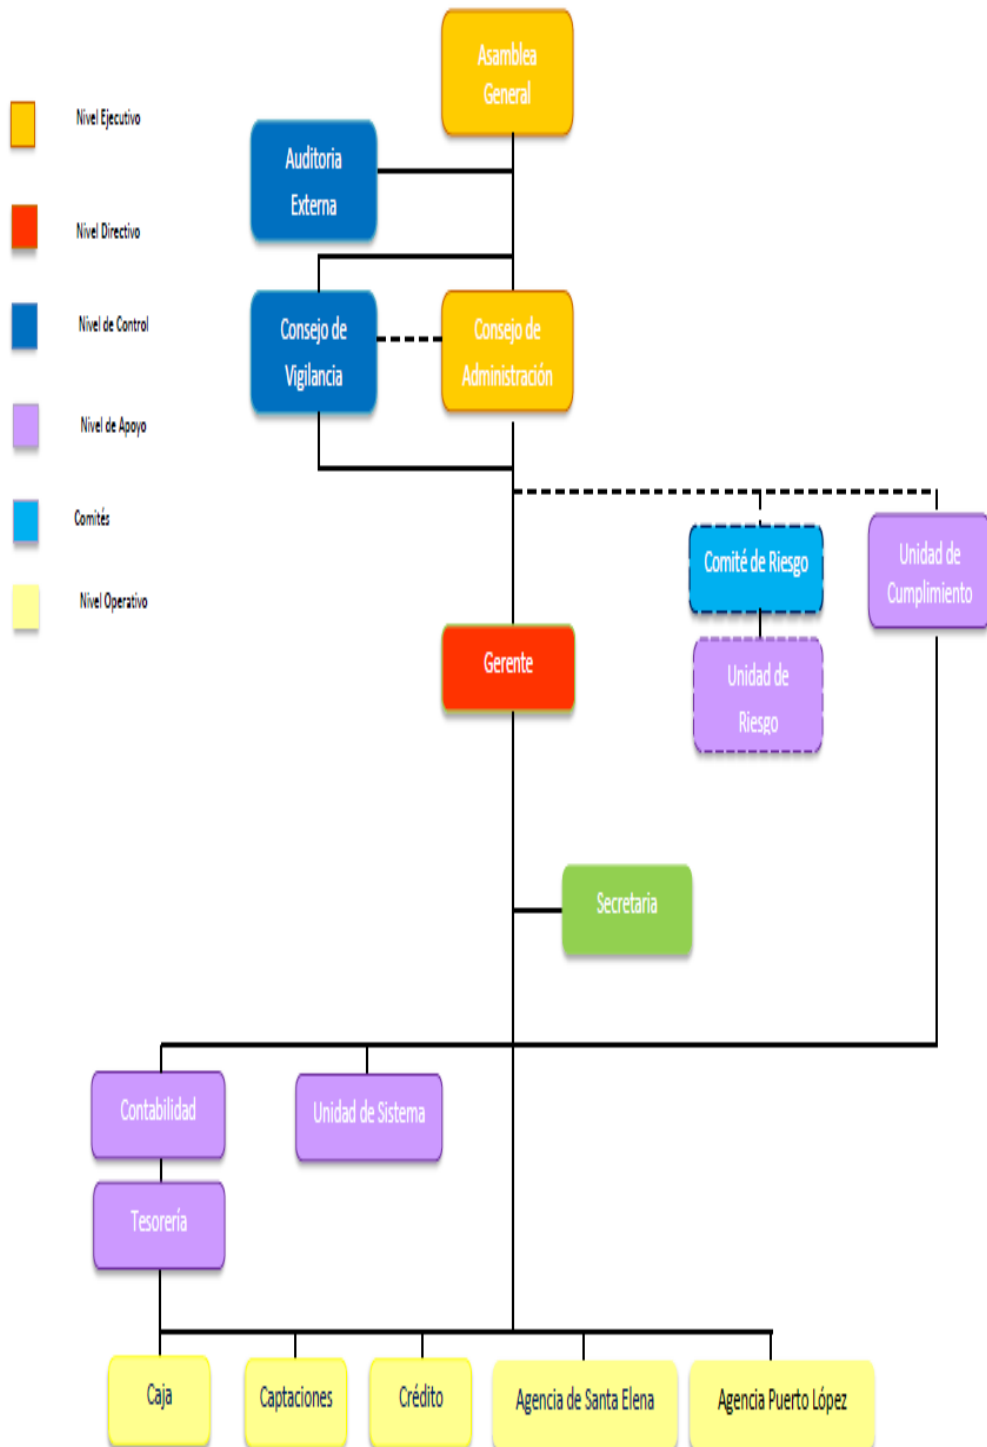 Asamblea
General
Nivel Ejecutivo
Auditoria
Externa
Nivel Directivo
Nivel de Control
Consejo de
Vigilancia
Consejo de
Administración
Nivel de Apoyo
Comités
Comité de Riesgo
Unidad de
Cumplimiento
Nivel Operativo
Gerente
Unidad de
Riesgo
Secretaria
Contabilidad
Unidad de Sistema
Tesorería
Caja
Captaciones
Crédito
Agencia de Santa Elena
Agencia Puerto López